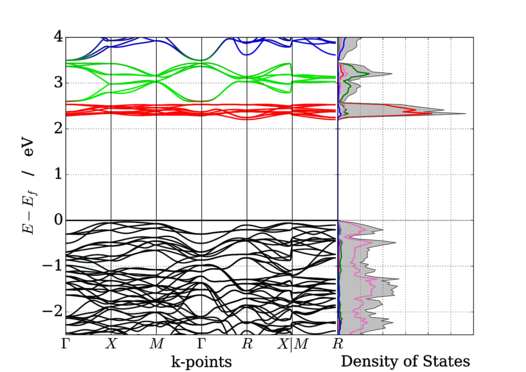 4
3
2
1
0
−1
−2
E − E_f / eV
Γ X M Γ R X|M R
k-points Density of States